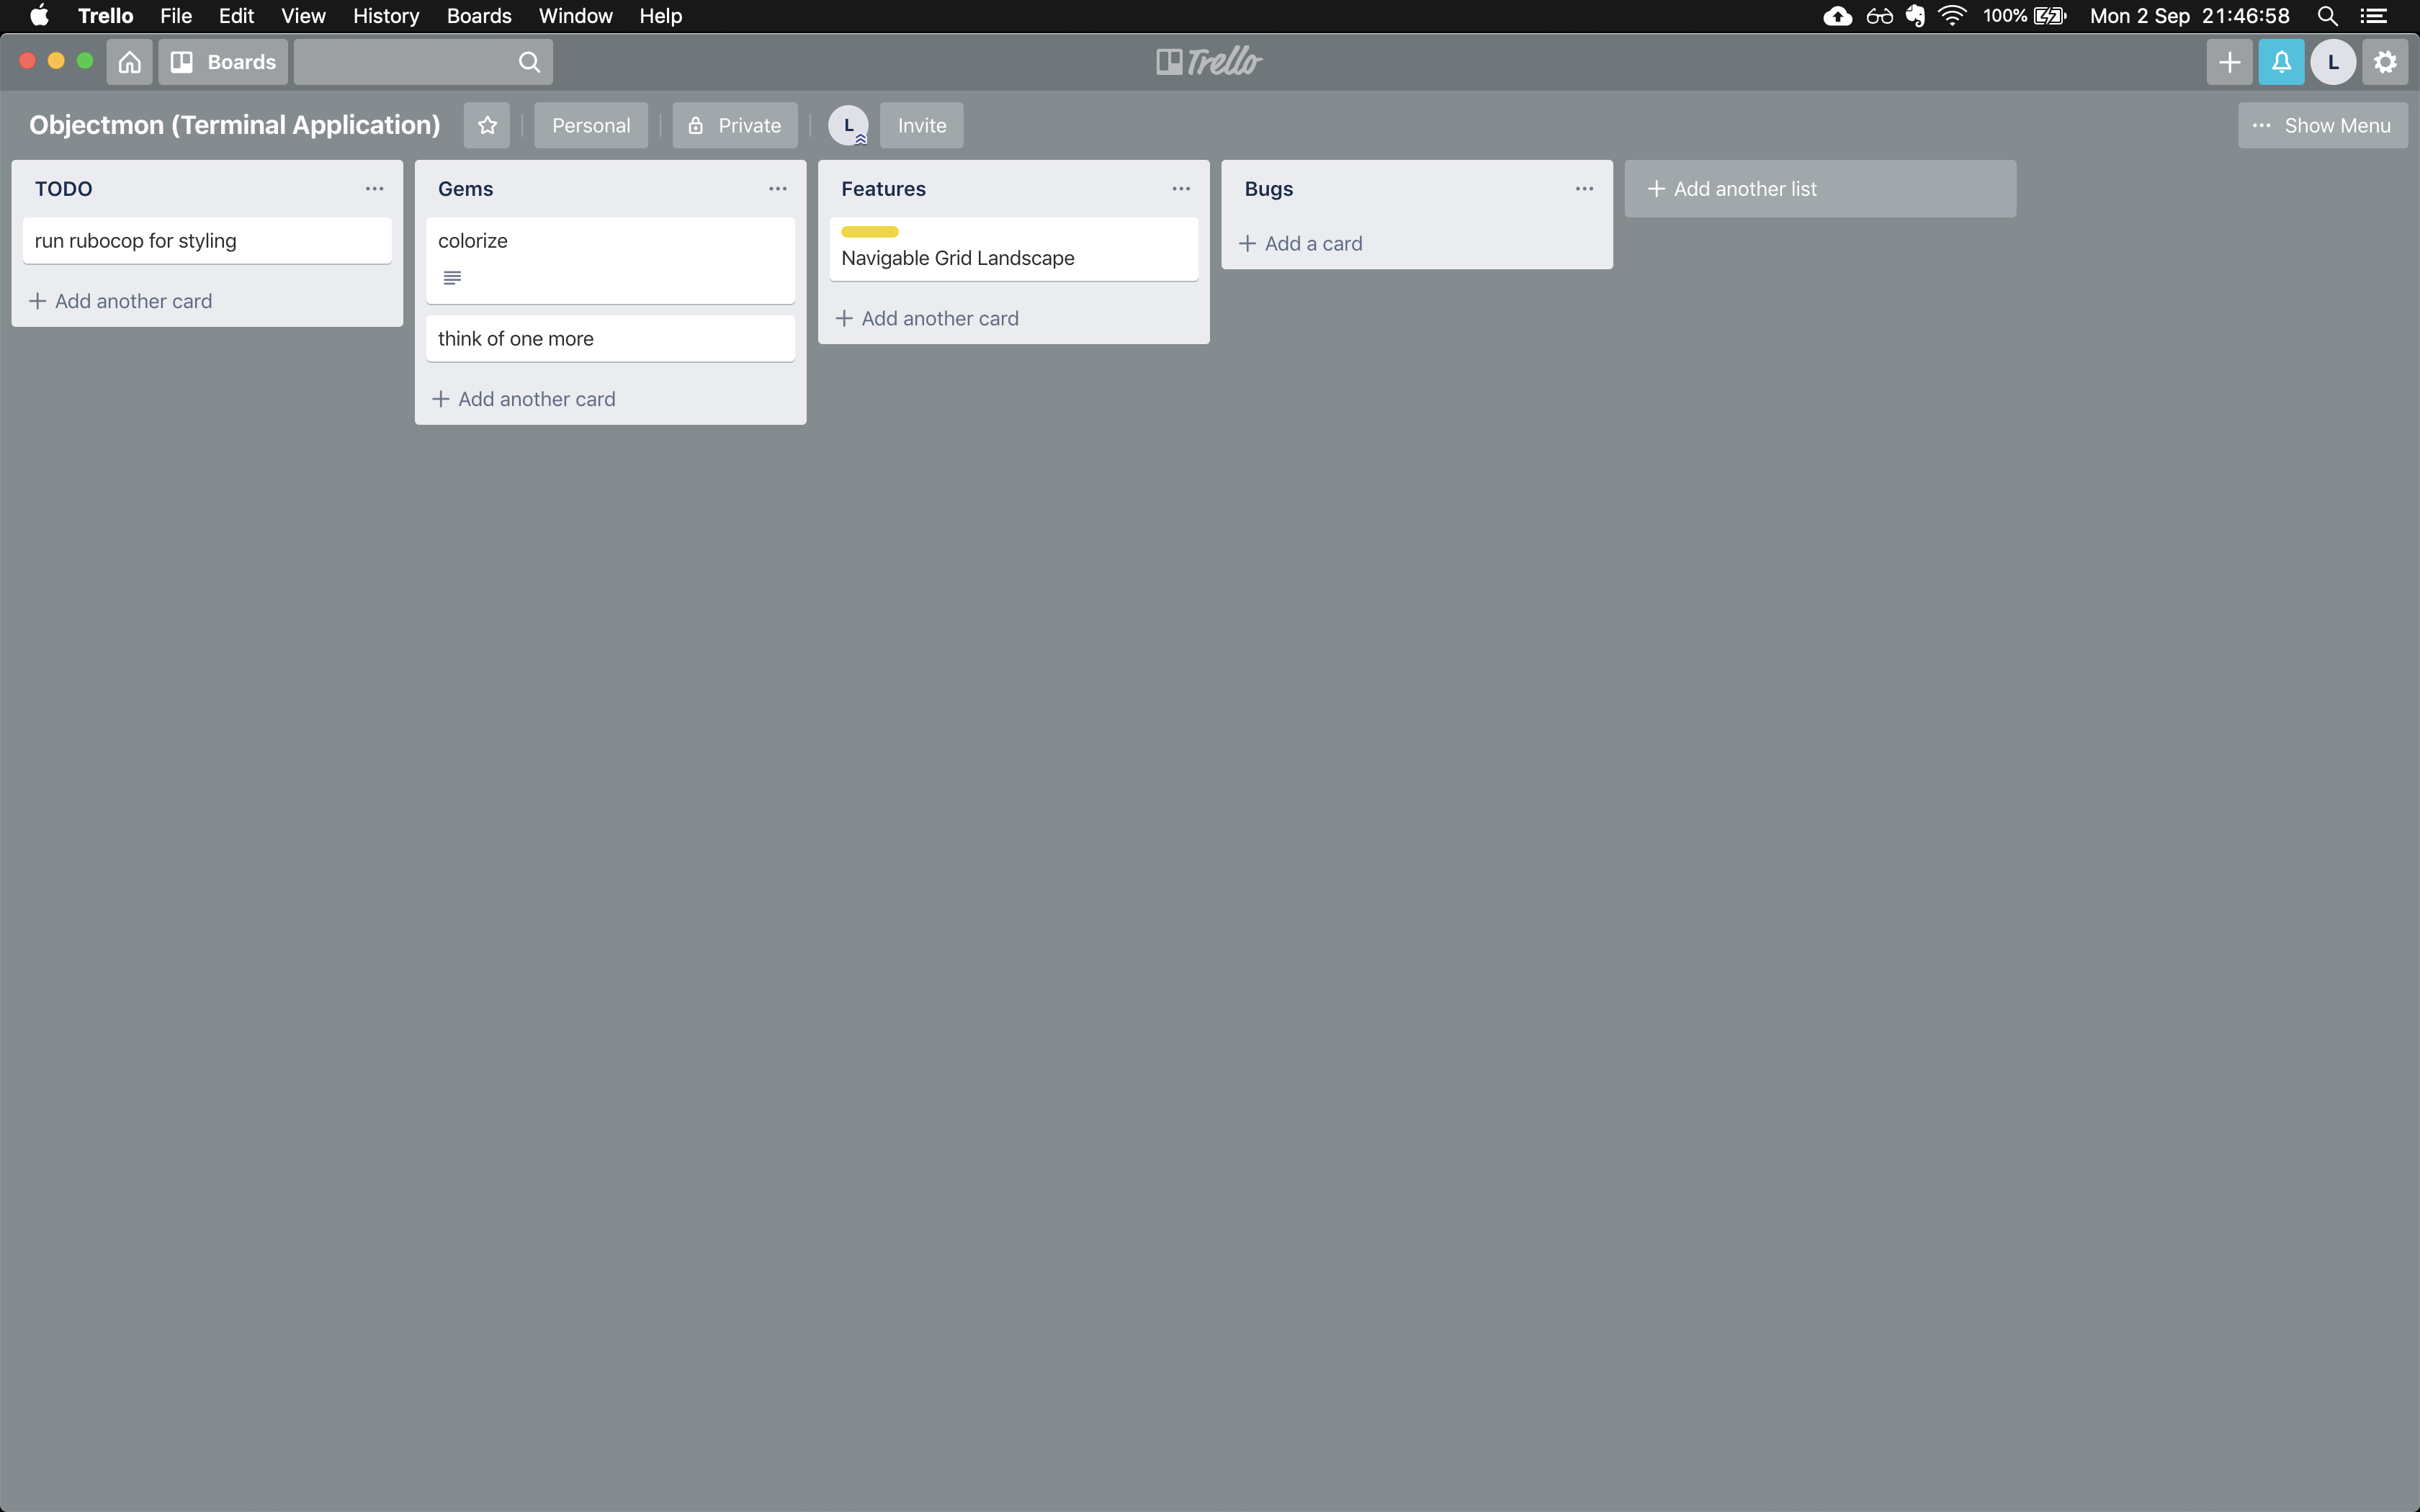 Trello File Edit View History Boards Window Help 100% Mon 2 Sep 21:46:58
Boards Trello L
Objectmon (Terminal Application) Personal Private L Invite ... Show Menu
TODO ...
run rubocop for styling
+ Add another card
Gems ...
colorize
think of one more
+ Add another card
Features ...
Navigable Grid Landscape
+ Add another card
Bugs ...
+ Add a card
+ Add another list